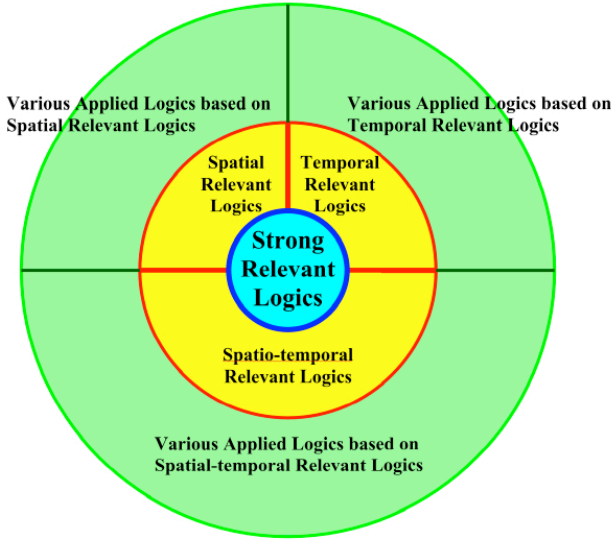 Various Applied Logics based on
Spatial Relevant Logics
Various Applied Logics based on
Temporal Relevant Logics
Spatial
Relevant
Logics
Temporal
Relevant
Logics
Strong
Relevant
Logics
Spatio-temporal
Relevant Logics
Various Applied Logics based on
Spatial-temporal Relevant Logics